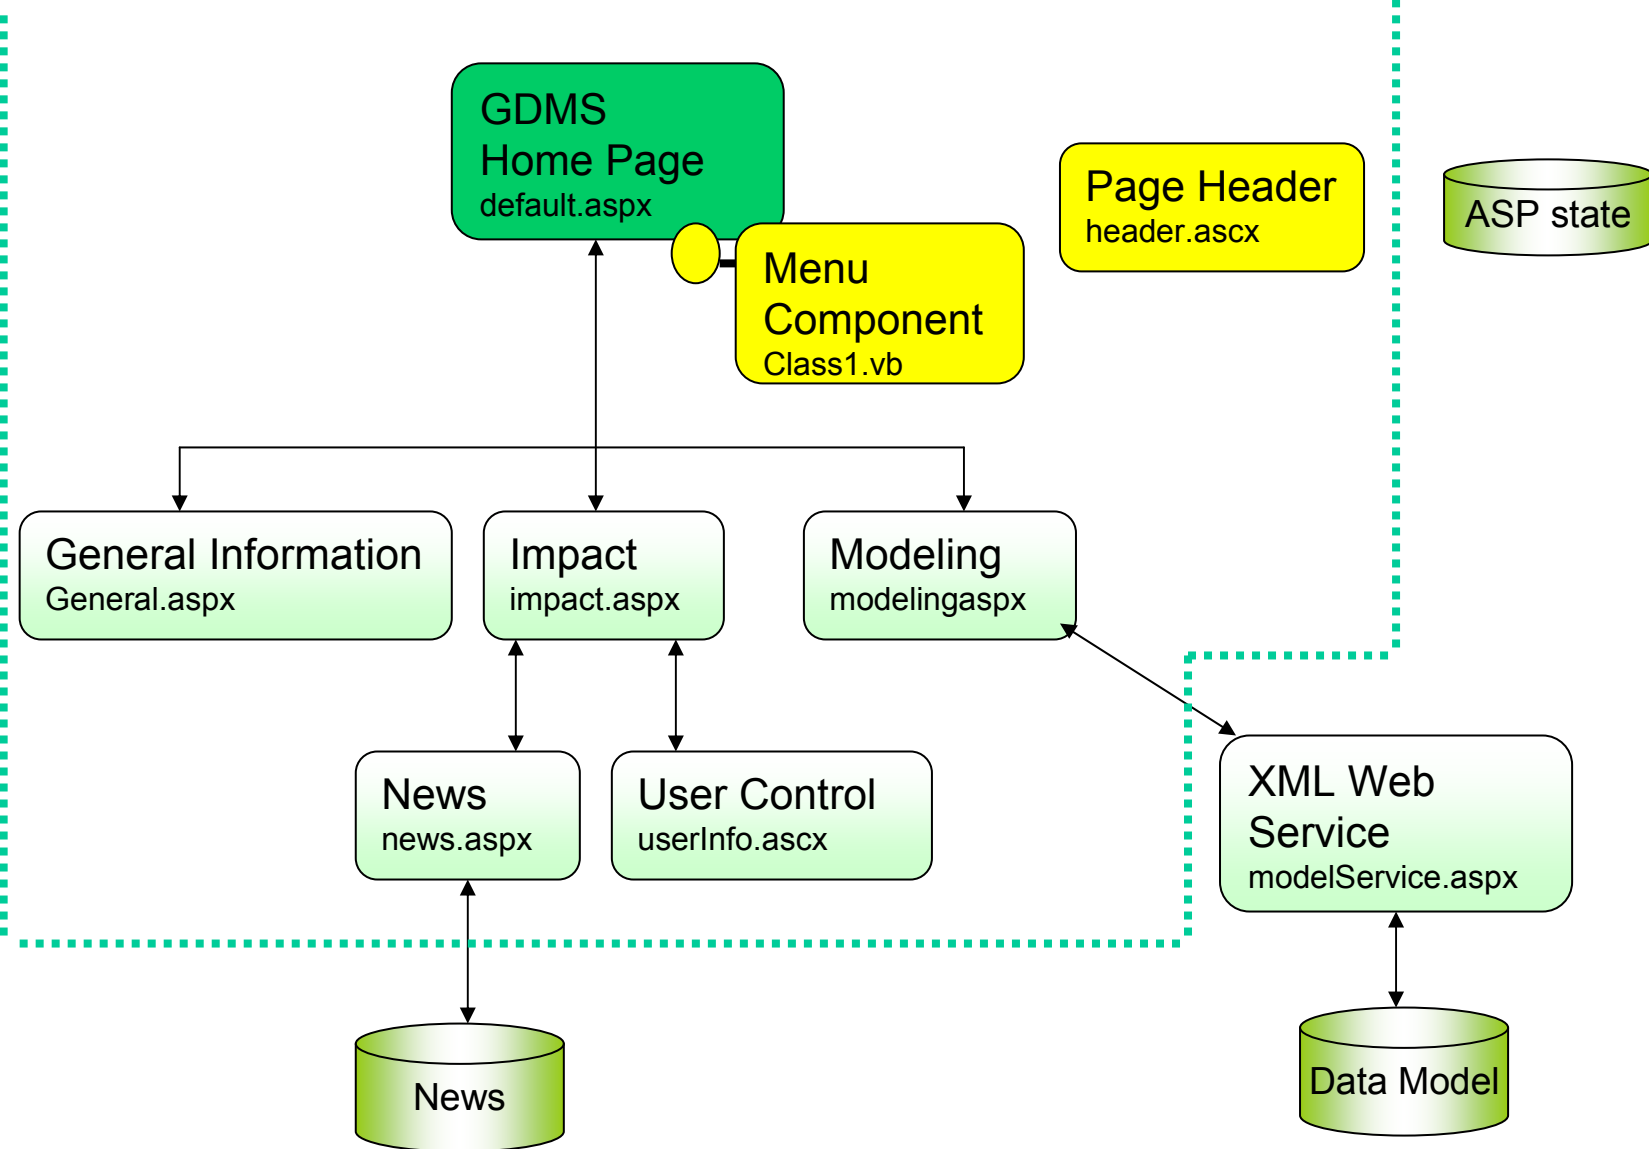 GDMS
Home Page
default.aspx
Page Header
header.ascx
ASP state
Menu
Component
Class1.vb
General Information
General.aspx
Impact
impact.aspx
Modeling
modelingaspx
News
news.aspx
User Control
userInfo.ascx
XML Web
Service
modelService.aspx
News
Data Model